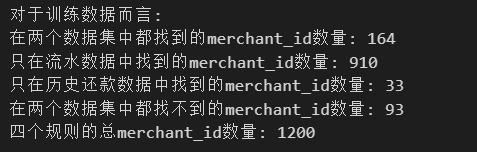 对于训练数据而言:
在两个数据集中都找到的merchant_id数量: 164
只在流水数据中找到的merchant_id数量: 910
只在历史还款数据中找到的merchant_id数量: 33
在两个数据集中都找不到的merchant_id数量: 93
四个规则的总merchant_id数量: 1200